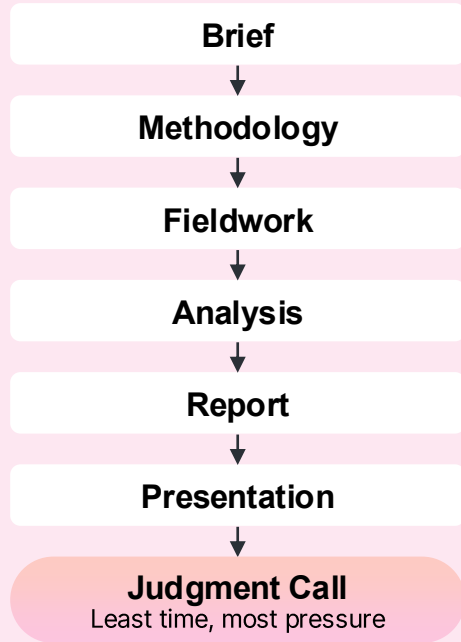 Brief
Methodology
Fieldwork
Analysis
Report
Presentation
Judgment Call
Least time, most pressure